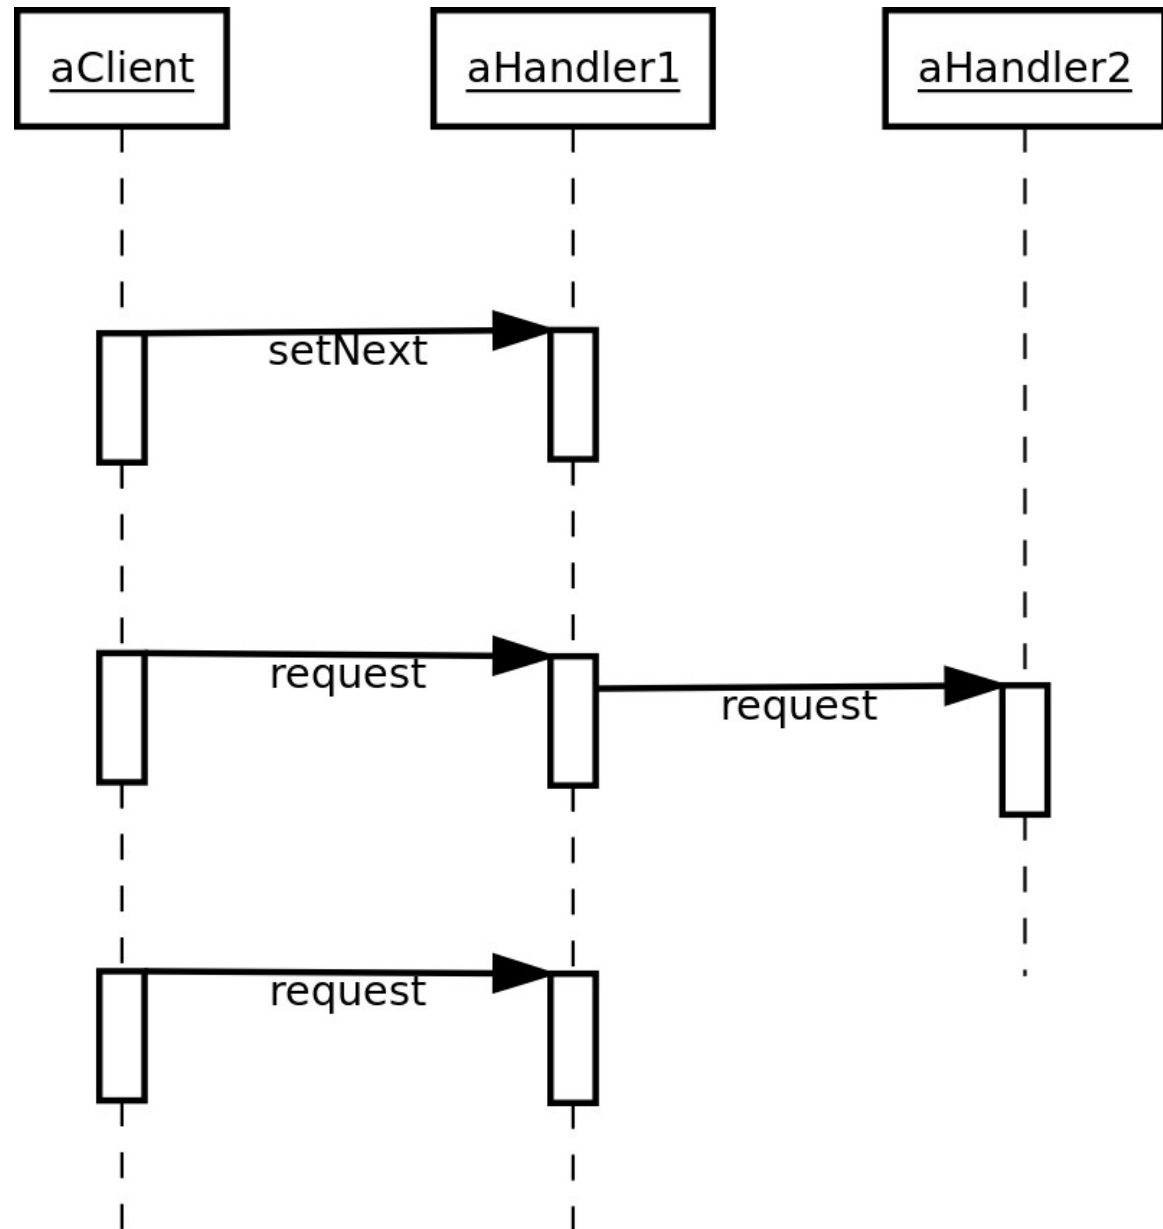 aClient
aHandler1
aHandler2
setNext
request
request
request